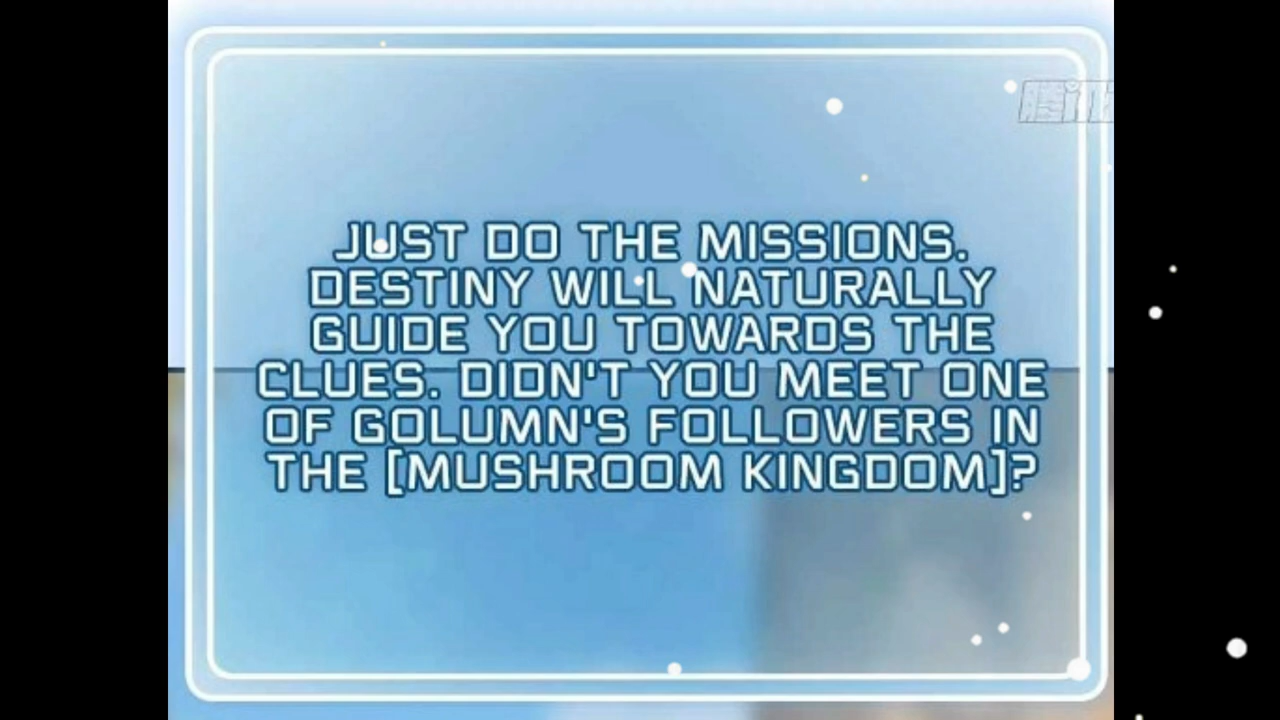 JUST DO THE MISSIONS.
DESTINY WILL NATURALLY
GUIDE YOU TOWARDS THE
CLUES. DIDN'T YOU MEET ONE
OF GOLUMN'S FOLLOWERS IN
THE [MUSHROOM KINGDOM]?